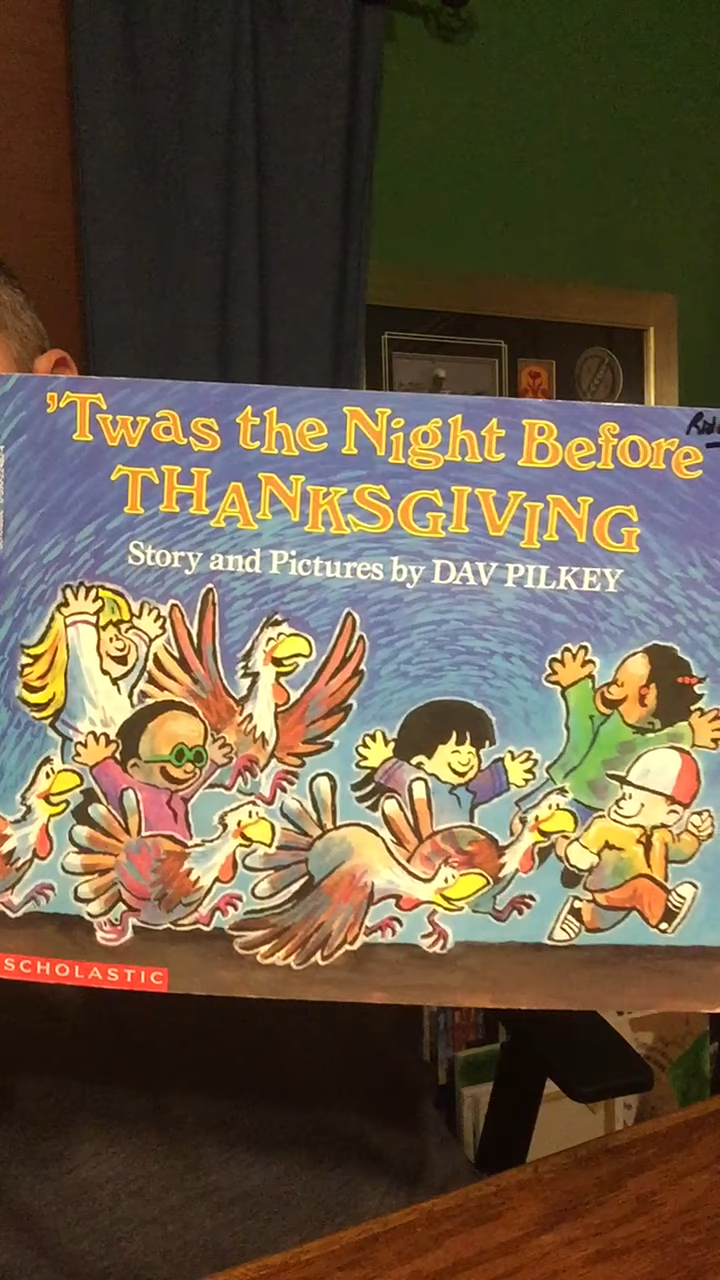 'Twas the Night Before
THANKSGIVING
Story and Pictures by DAV PILKEY
SCHOLASTIC